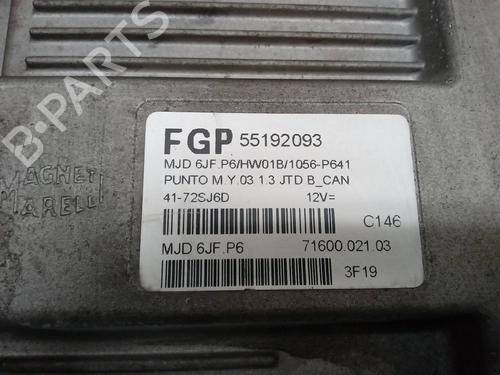 B-PARTS
MAGNETI
MARELLI
FGP 55192093
MJD 6JF.P6/HW01B/1056-P641
PUNTO M.Y.03 1.3 JTD B_CAN
41-72SJ6D 12V=
C146
MJD 6JF.P6 71600.021.03
3F19